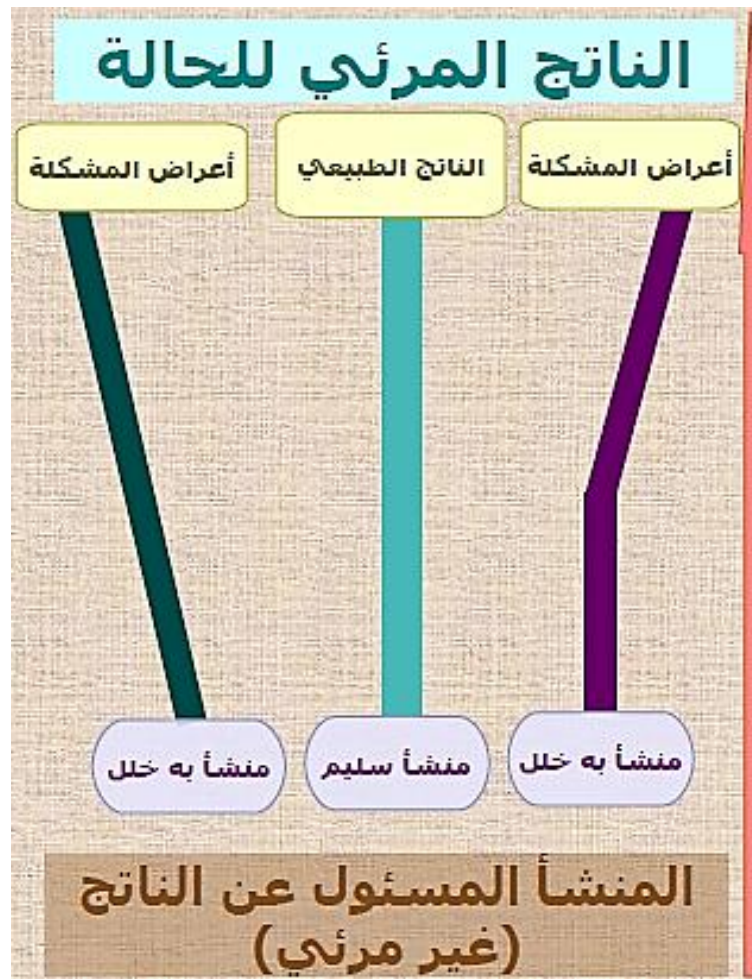 الناتج المرئي للحالة
أعراض المشكلة
الناتج الطبيعي
أعراض المشكلة
منشأ به خلل
منشأ سليم
منشأ به خلل
المنشأ المسئول عن الناتج
(غير مرئي)